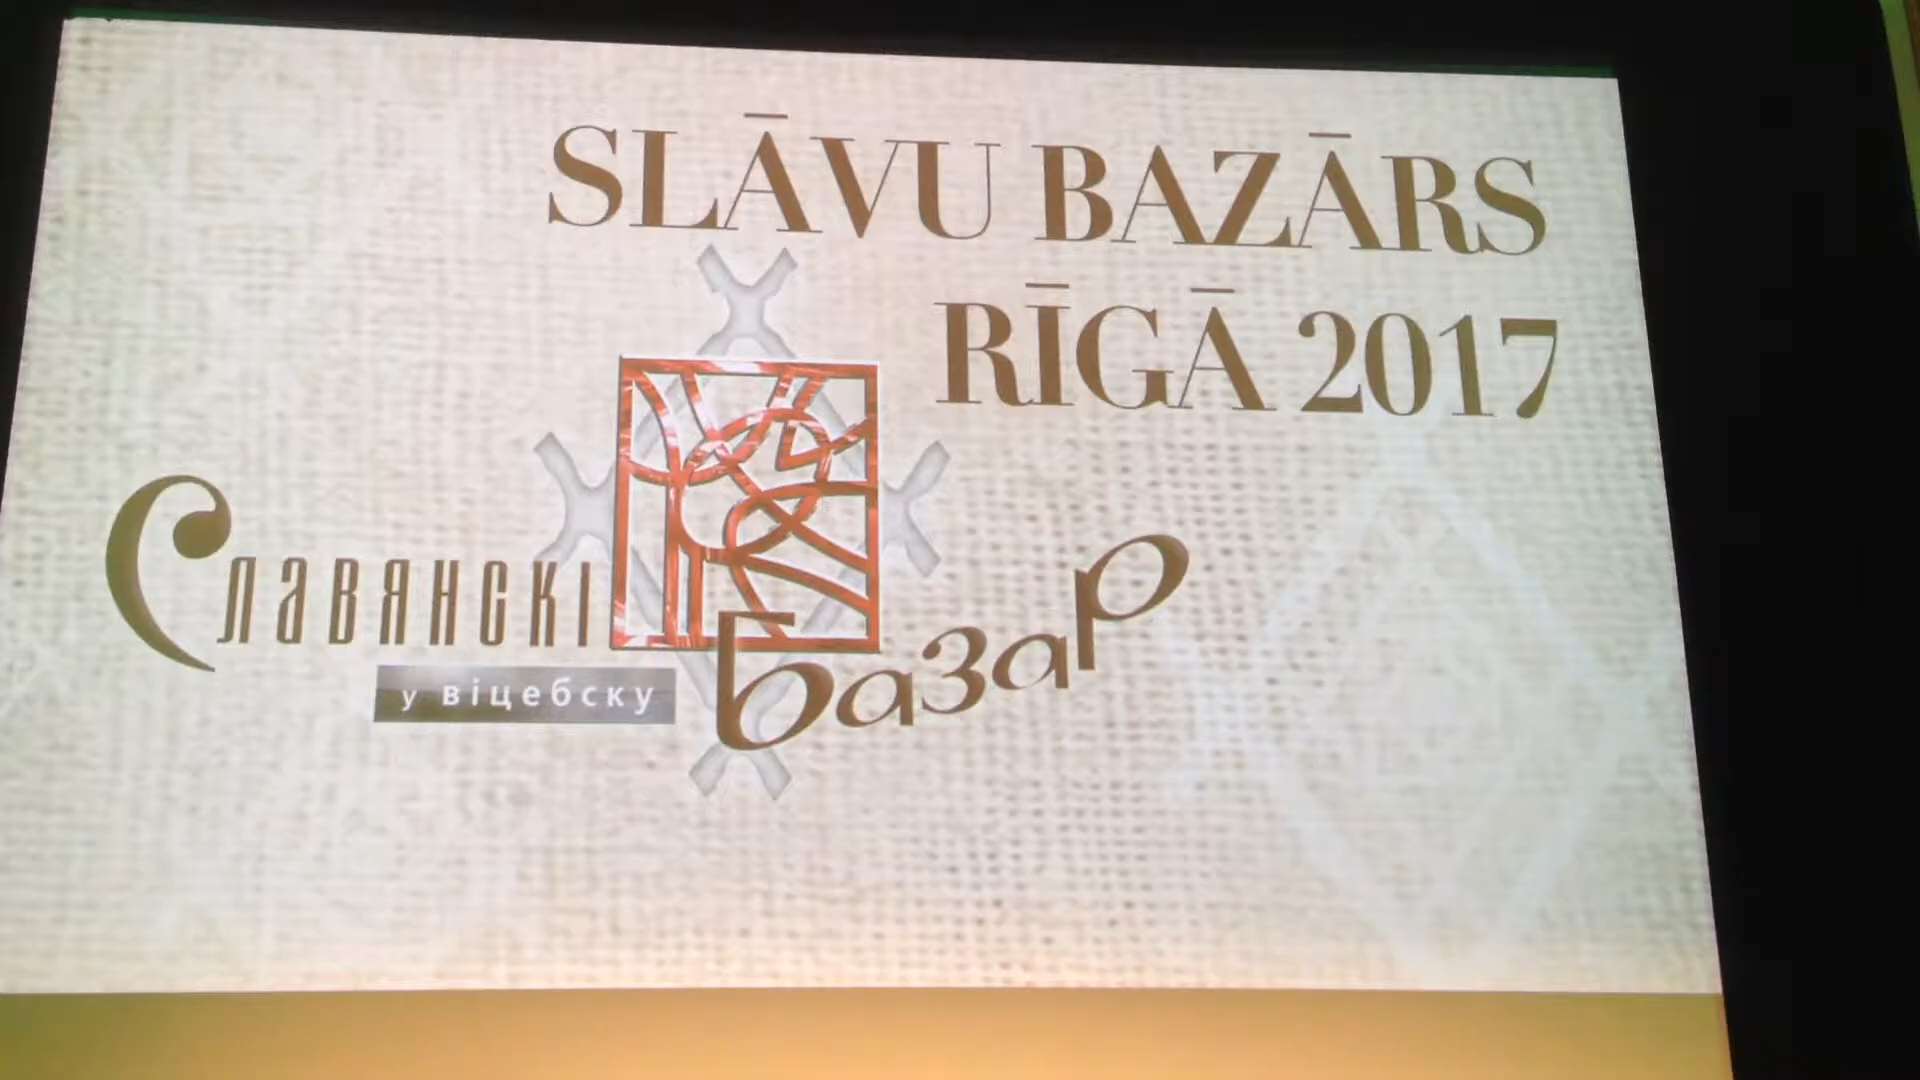 SLĀVU BAZĀRS
RĪGĀ 2017
Славянскі
Базар
у віцебску